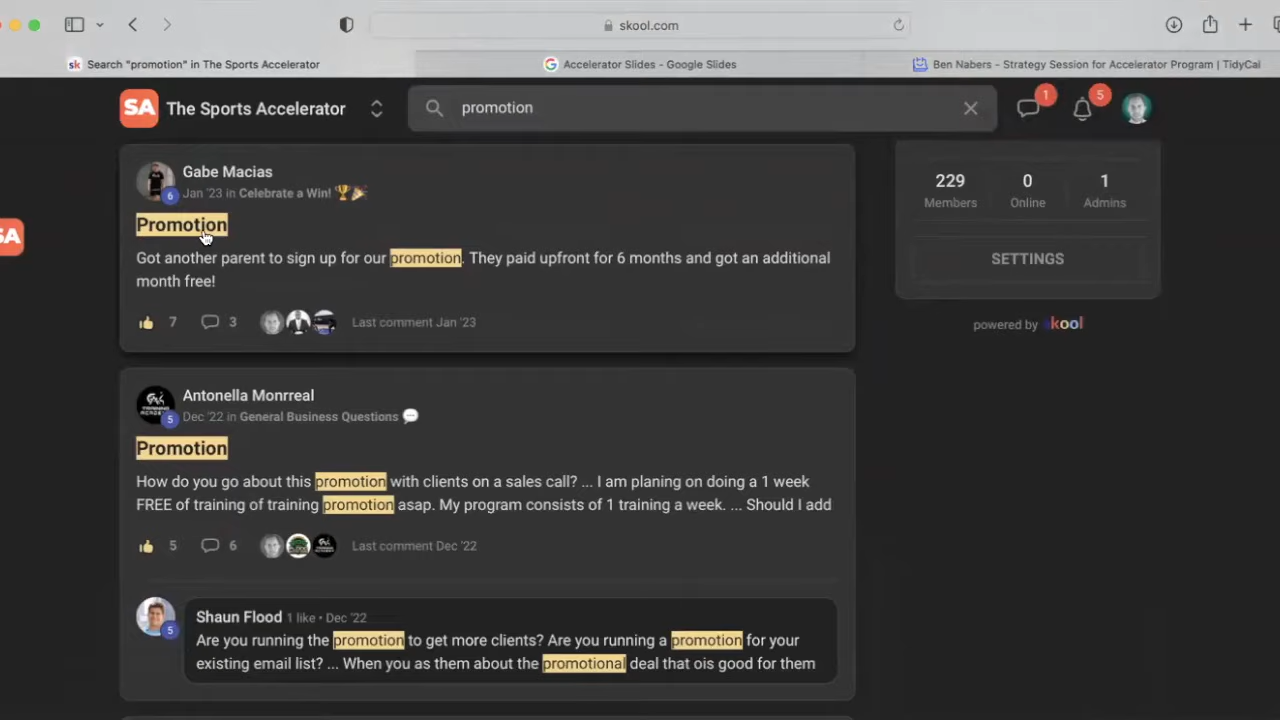 skool.com
sk Search "promotion" in The Sports Accelerator
Accelerator Slides - Google Slides
Ben Nabers - Strategy Session for Accelerator Program | TidyCal
SA The Sports Accelerator
promotion
1
5
Gabe Macias
6 Jan '23 in Celebrate a Win! 🏆🎉
Promotion
Got another parent to sign up for our promotion. They paid upfront for 6 months and got an additional
month free!
7 3 Last comment Jan '23
229 0 1
Members Online Admins
SETTINGS
powered by skool
SA
Antonella Monrreal
5 Dec '22 in General Business Questions 💬
Promotion
How do you go about this promotion with clients on a sales call? ... I am planing on doing a 1 week
FREE of training of training promotion asap. My program consists of 1 training a week. ... Should I add
5 6 Last comment Dec '22
Shaun Flood 1 like • Dec '22
5
Are you running the promotion to get more clients? Are you running a promotion for your
existing email list? ... When you as them about the promotional deal that ois good for them